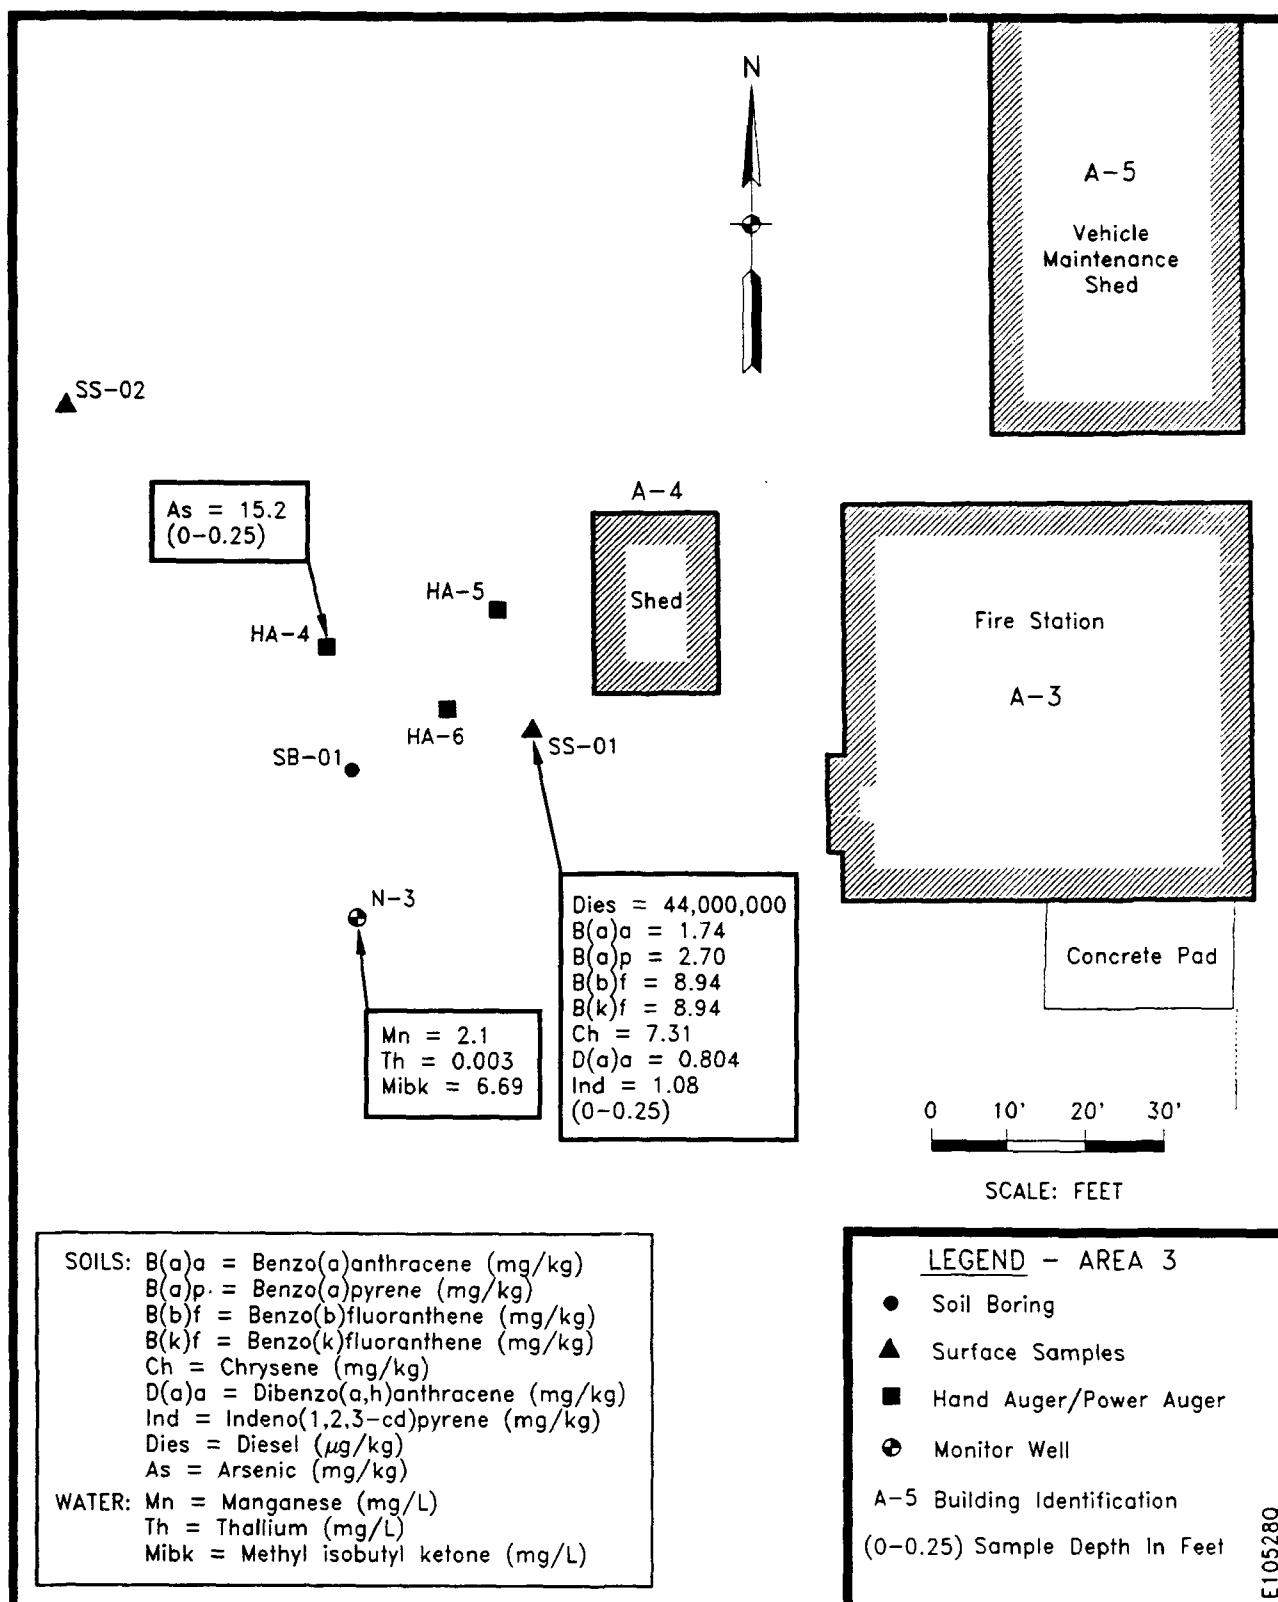 N
A-5
Vehicle
Maintenance
Shed
SS-02
As = 15.2
(0-0.25)
A-4
Shed
HA-5
HA-4
HA-6
SS-01
SB-01
Fire Station
A-3
N-3
Dies = 44,000,000
B(a)a = 1.74
B(a)p = 2.70
B(b)f = 8.94
B(k)f = 8.94
Ch = 7.31
D(a)a = 0.804
Ind = 1.08
(0-0.25)
Mn = 2.1
Th = 0.003
Mibk = 6.69
Concrete Pad
0 10' 20' 30'
SCALE: FEET
SOILS: B(a)a = Benzo(a)anthracene (mg/kg)
B(a)p = Benzo(a)pyrene (mg/kg)
B(b)f = Benzo(b)fluoranthene (mg/kg)
B(k)f = Benzo(k)fluoranthene (mg/kg)
Ch = Chrysene (mg/kg)
D(a)a = Dibenzo(a,h)anthracene (mg/kg)
Ind = Indeno(1,2,3-cd)pyrene (mg/kg)
Dies = Diesel (µg/kg)
As = Arsenic (mg/kg)
WATER: Mn = Manganese (mg/L)
Th = Thallium (mg/L)
Mibk = Methyl isobutyl ketone (mg/L)
LEGEND - AREA 3
Soil Boring
Surface Samples
Hand Auger/Power Auger
Monitor Well
A-5 Building Identification
(0-0.25) Sample Depth In Feet
E105280